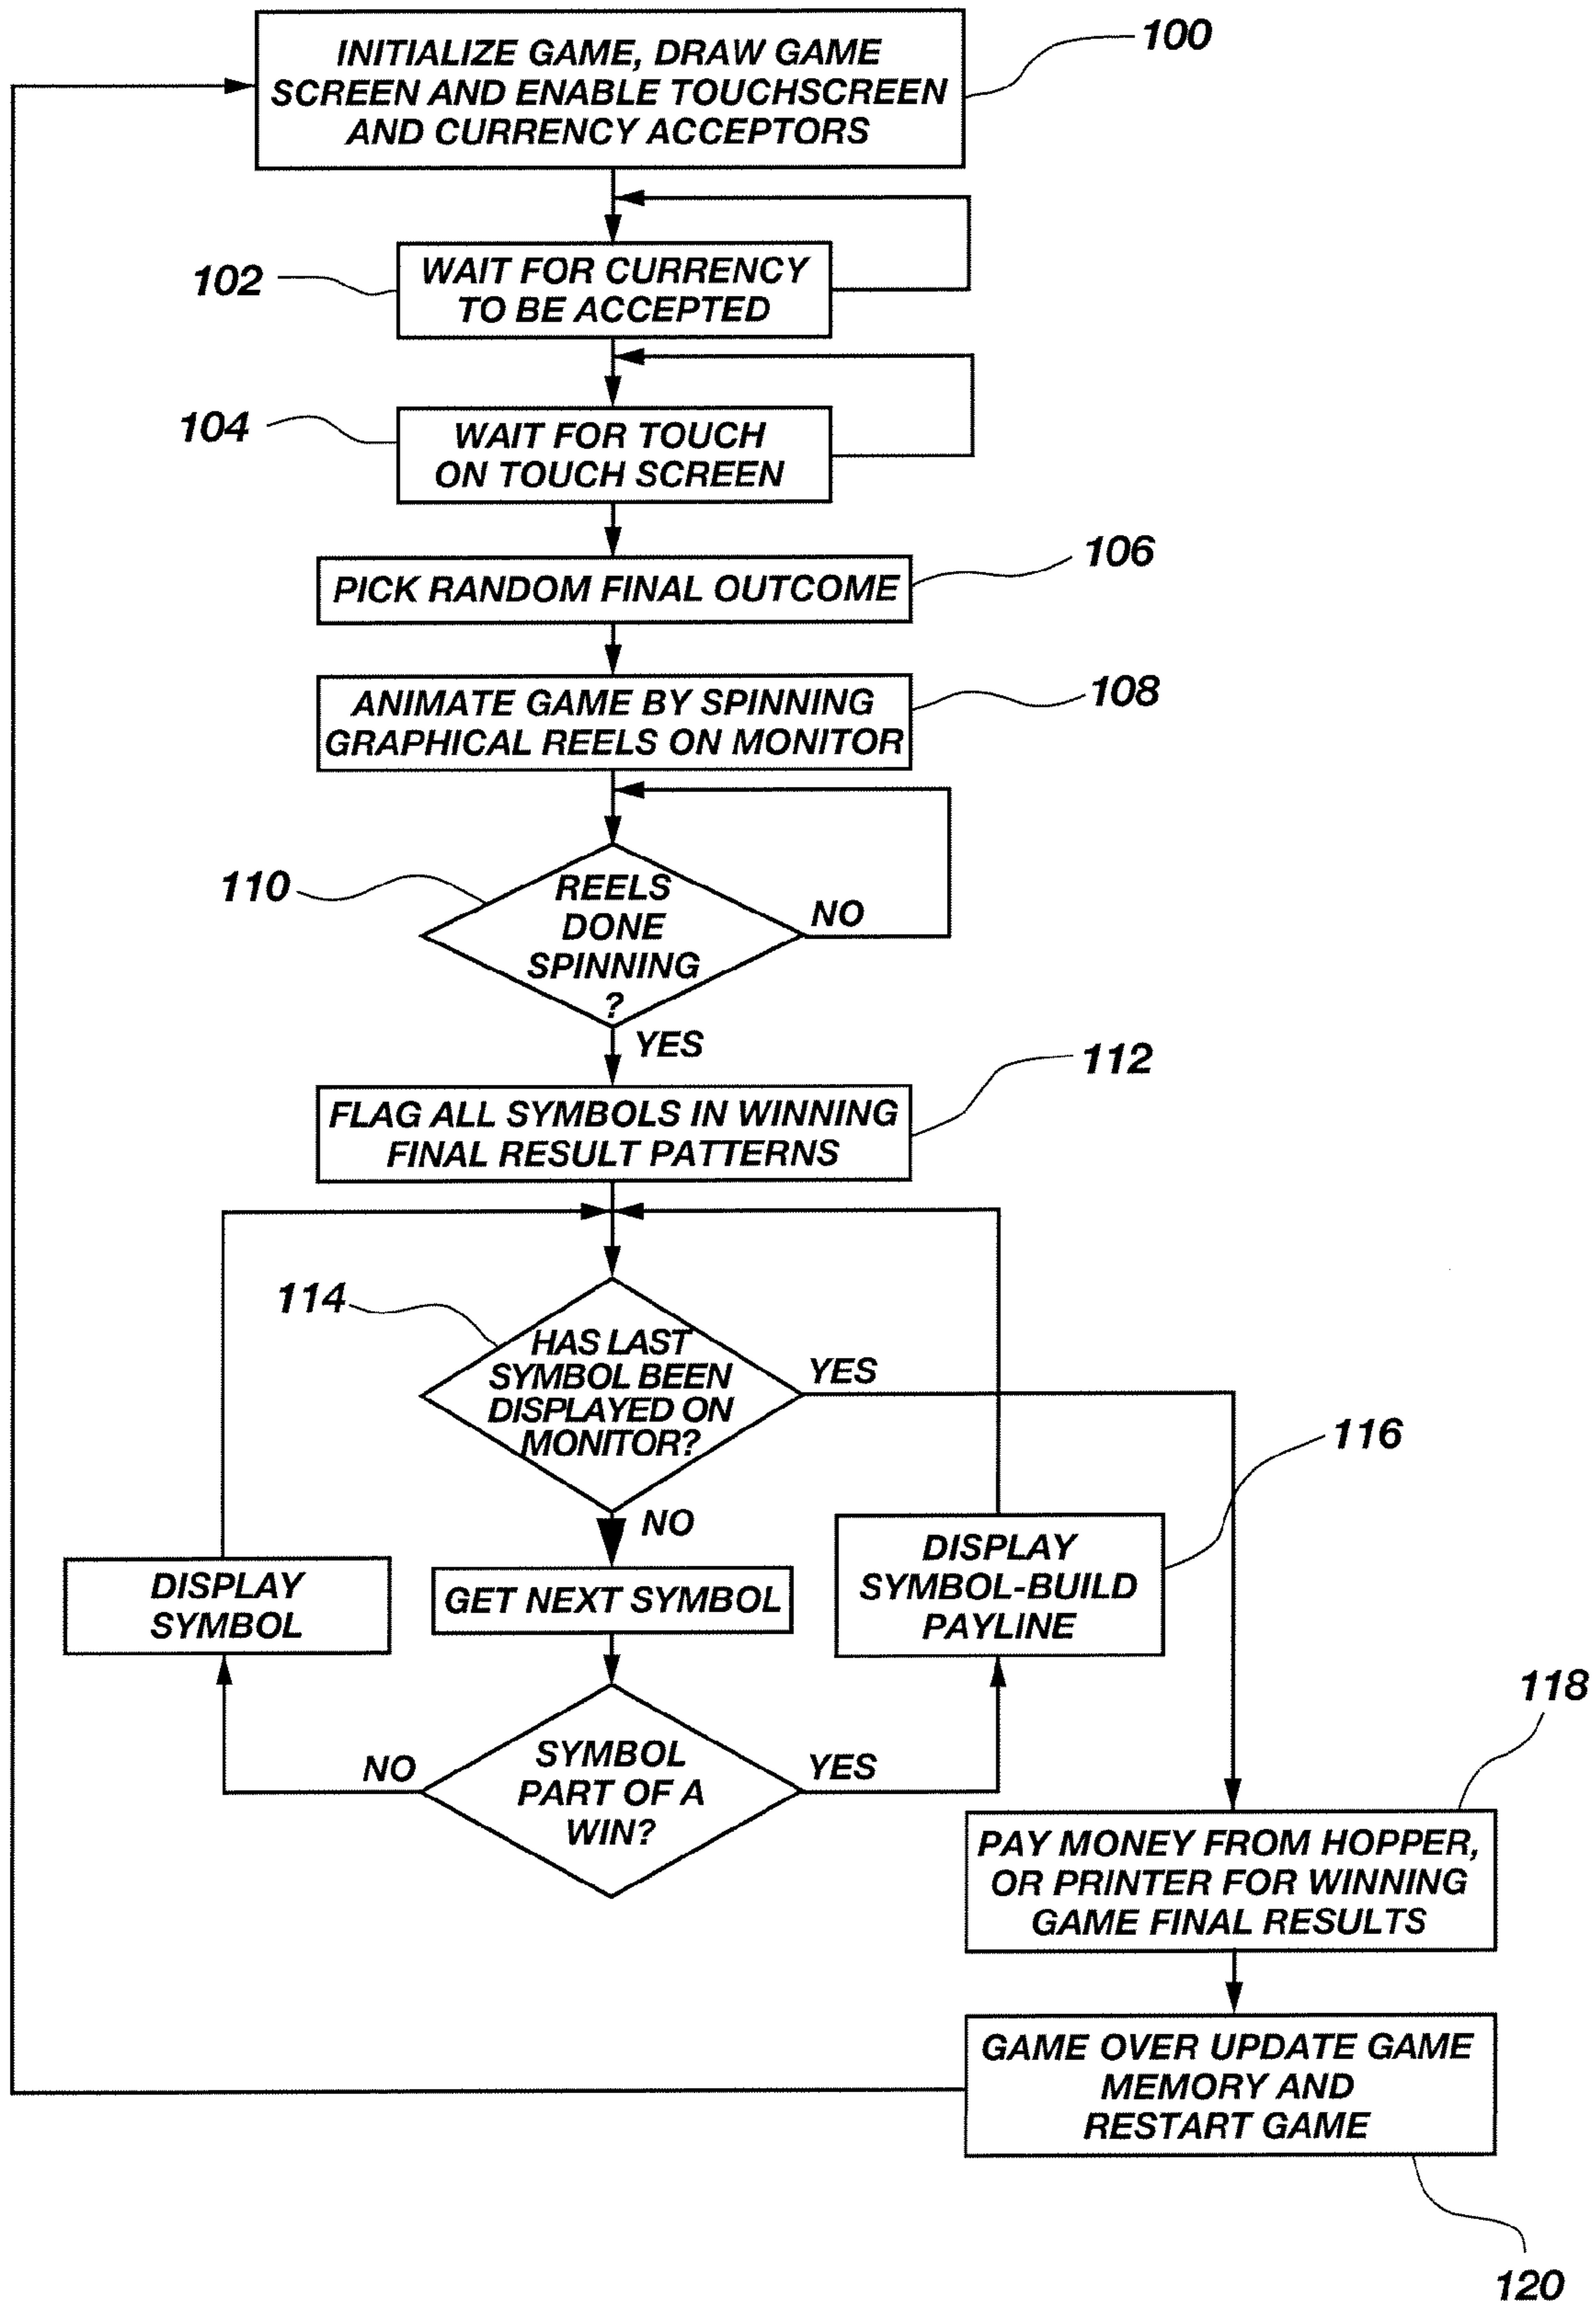 INITIALIZE GAME, DRAW GAME
SCREEN AND ENABLE TOUCHSCREEN
AND CURRENCY ACCEPTORS
100
WAIT FOR CURRENCY
TO BE ACCEPTED
102
WAIT FOR TOUCH
ON TOUCH SCREEN
104
PICK RANDOM FINAL OUTCOME
106
ANIMATE GAME BY SPINNING
GRAPHICAL REELS ON MONITOR
108
110
REELS
DONE
SPINNING
?
NO
YES
FLAG ALL SYMBOLS IN WINNING
FINAL RESULT PATTERNS
112
114
HAS LAST
SYMBOL BEEN
DISPLAYED ON
MONITOR?
YES
NO
116
DISPLAY
SYMBOL
GET NEXT SYMBOL
DISPLAY
SYMBOL-BUILD
PAYLINE
NO
SYMBOL
PART OF A
WIN?
YES
118
PAY MONEY FROM HOPPER,
OR PRINTER FOR WINNING
GAME FINAL RESULTS
GAME OVER UPDATE GAME
MEMORY AND
RESTART GAME
120